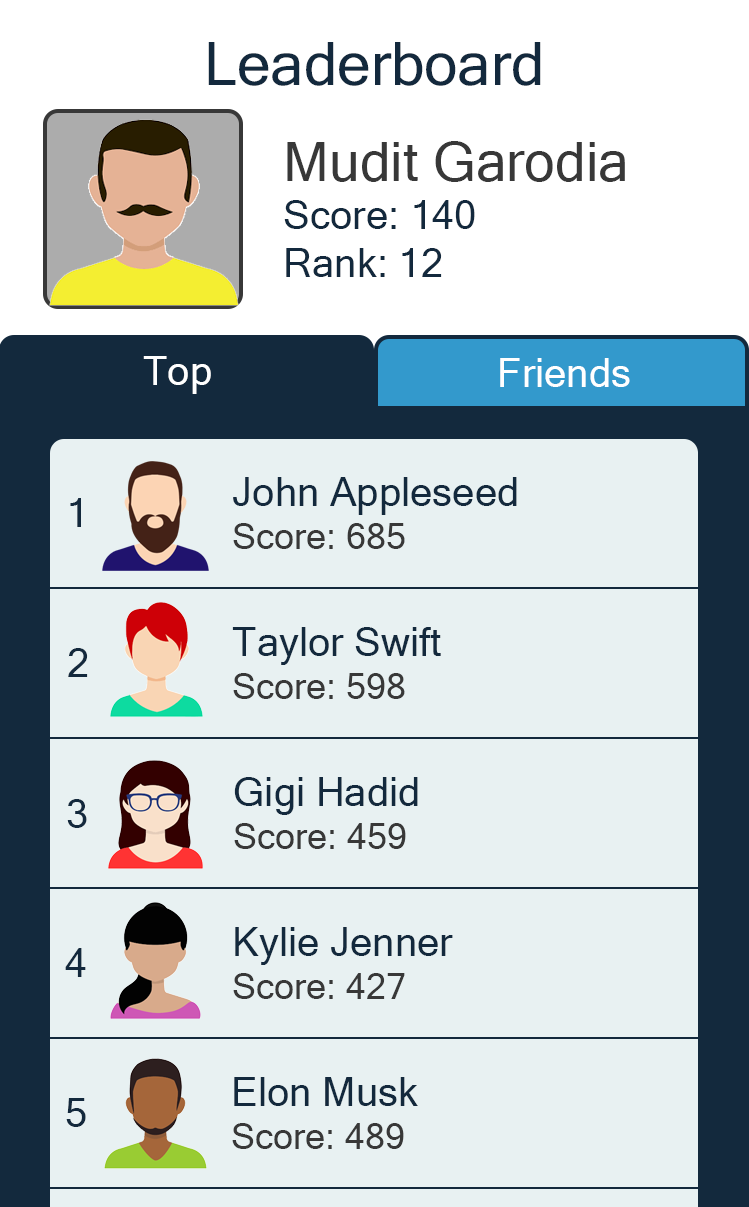 Leaderboard
Mudit Garodia
Score: 140
Rank: 12
Top
Friends
1
John Appleseed
Score: 685
2
Taylor Swift
Score: 598
3
Gigi Hadid
Score: 459
4
Kylie Jenner
Score: 427
5
Elon Musk
Score: 489